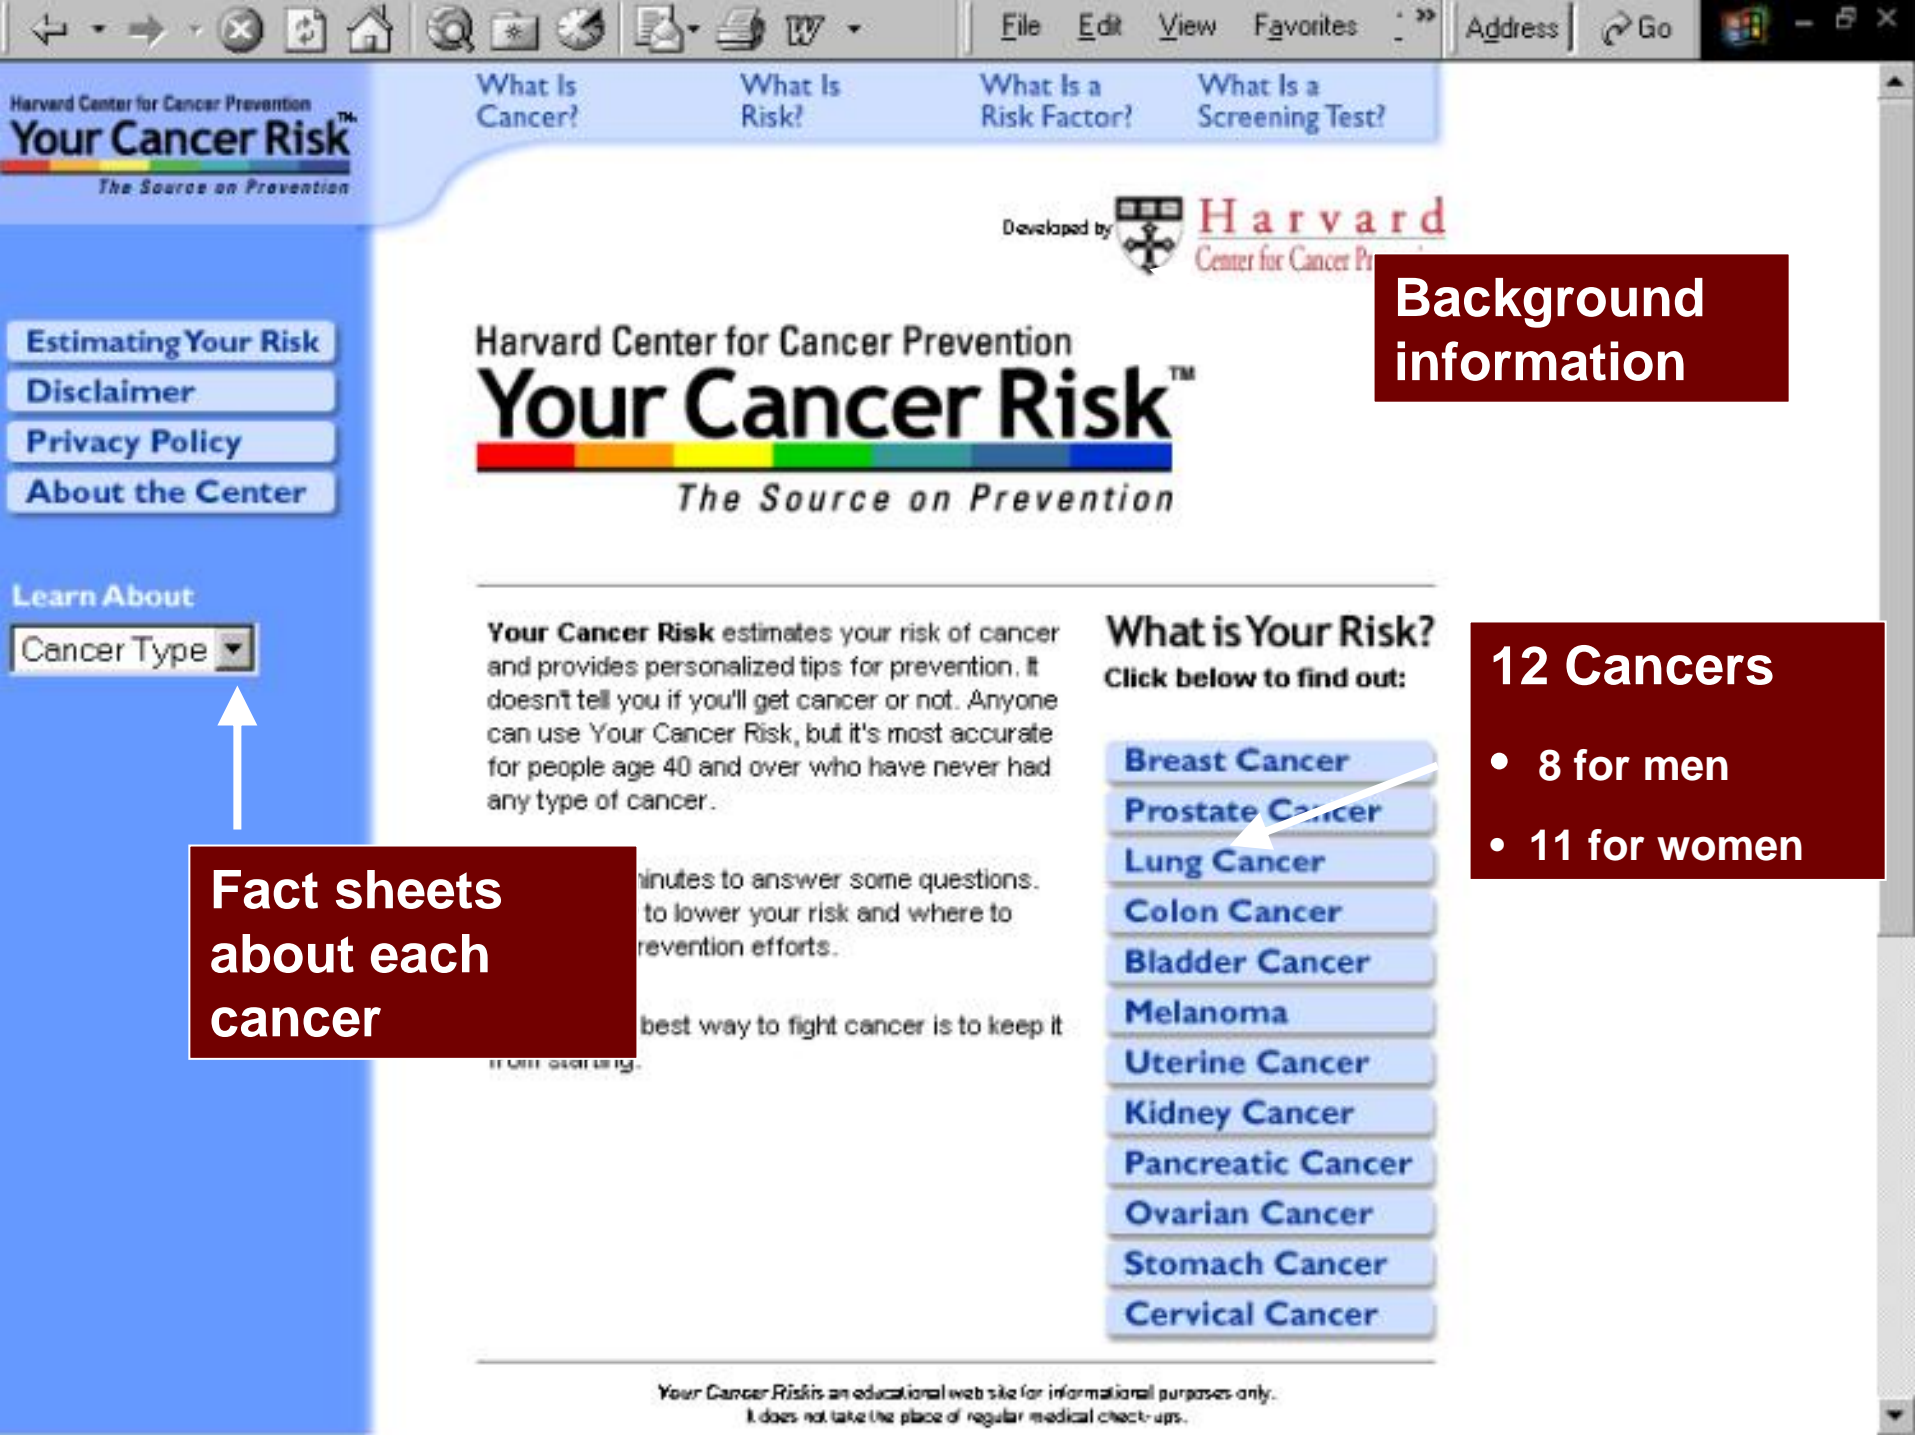 File Edit View Favorites Address Go
Harvard Center for Cancer Prevention
Your Cancer Risk™
The Source on Prevention
What Is Cancer?
What Is Risk?
What Is a Risk Factor?
What Is a Screening Test?
Developed by
Harvard
Center for Cancer
Background
information
Estimating Your Risk
Disclaimer
Privacy Policy
About the Center
Harvard Center for Cancer Prevention
Your Cancer Risk™
The Source on Prevention
Learn About
Cancer Type
Fact sheets
about each
cancer
Your Cancer Risk estimates your risk of cancer
and provides personalized tips for prevention. It
doesn't tell you if you'll get cancer or not. Anyone
can use Your Cancer Risk, but it's most accurate
for people age 40 and over who have never had
any type of cancer.
to answer some questions.
to lower your risk and where to
efforts.
best way to fight cancer is to keep it
from starting.
What is Your Risk?
Click below to find out:
Breast Cancer
Prostate Cancer
Lung Cancer
Colon Cancer
Bladder Cancer
Melanoma
Uterine Cancer
Kidney Cancer
Pancreatic Cancer
Ovarian Cancer
Stomach Cancer
Cervical Cancer
12 Cancers
• 8 for men
• 11 for women
Your Cancer Risk is an educational web site for informational purposes only.
It does not take the place of regular medical check-ups.